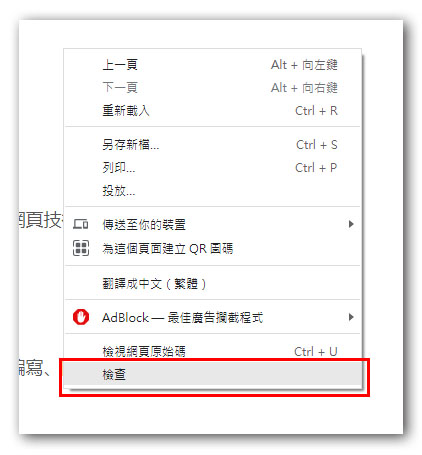 上一頁 Alt + 向左鍵
下一頁 Alt + 向右鍵
重新載入 Ctrl + R
另存新檔... Ctrl + S
列印... Ctrl + P
投放...
網頁技
傳送至你的裝置
為這個頁面建立 QR 圖碼
翻譯成中文（繁體）
AdBlock — 最佳廣告攔截程式
檢視網頁原始碼 Ctrl + U
編寫、
檢查